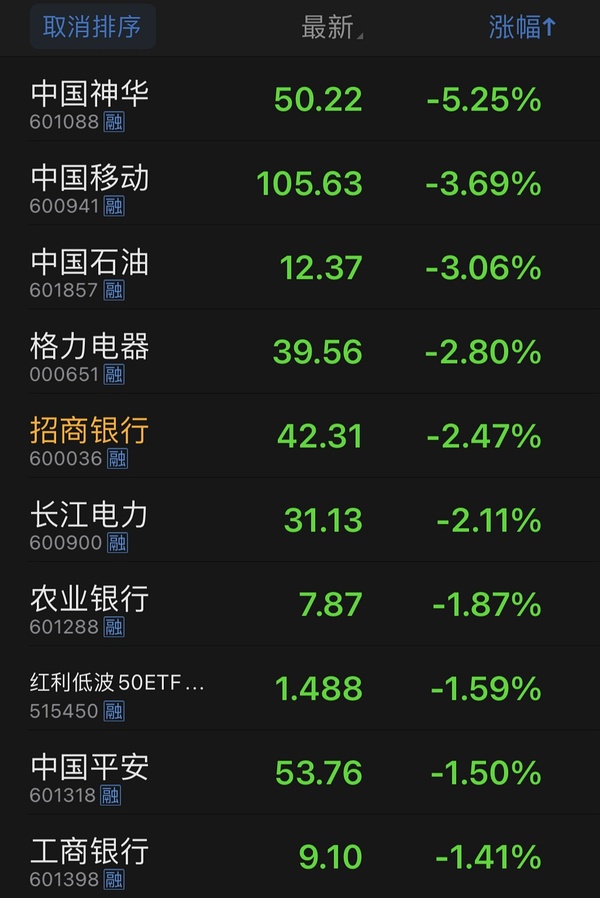 取消排序 最新 涨幅↑
中国神华 50.22 -5.25%
601088 融
中国移动 105.63 -3.69%
600941 融
中国石油 12.37 -3.06%
601857 融
格力电器 39.56 -2.80%
000651 融
招商银行 42.31 -2.47%
600036 融
长江电力 31.13 -2.11%
600900 融
农业银行 7.87 -1.87%
601288 融
红利低波50ETF... 1.488 -1.59%
515450 融
中国平安 53.76 -1.50%
601318 融
工商银行 9.10 -1.41%
601398 融